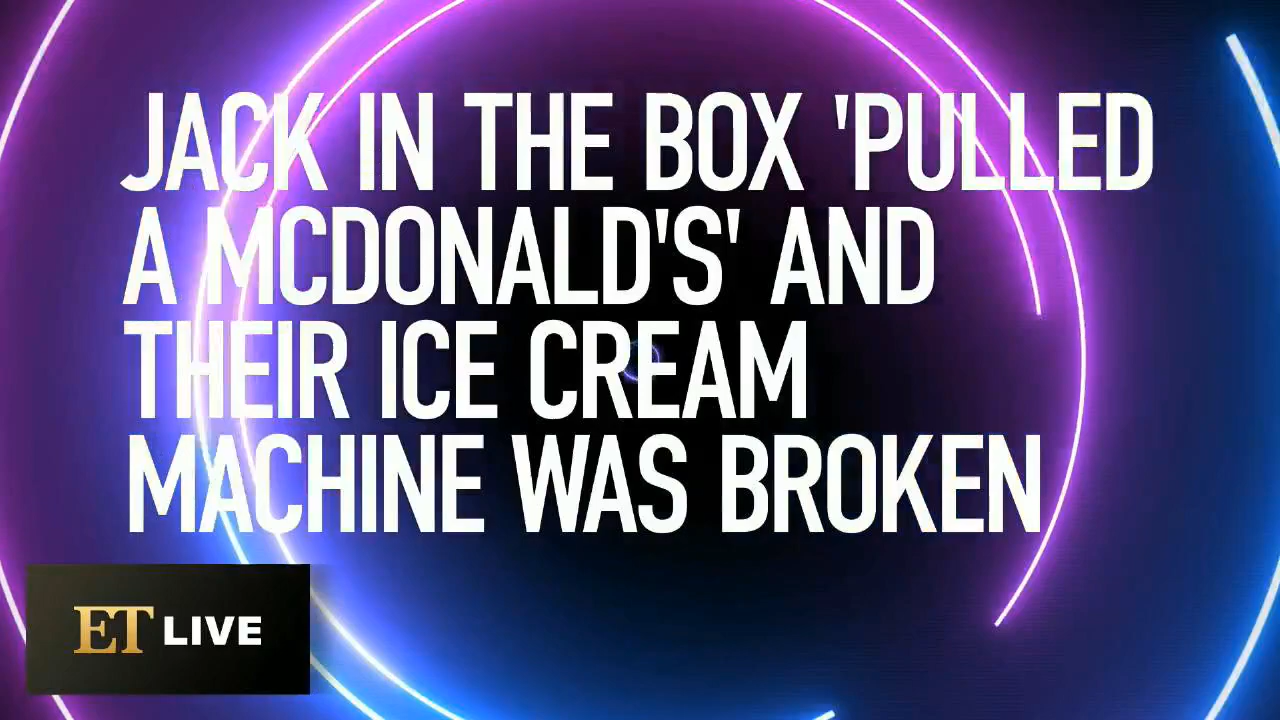 JACK IN THE BOX 'PULLED
A MCDONALD'S' AND
THEIR ICE CREAM
MACHINE WAS BROKEN
ET LIVE